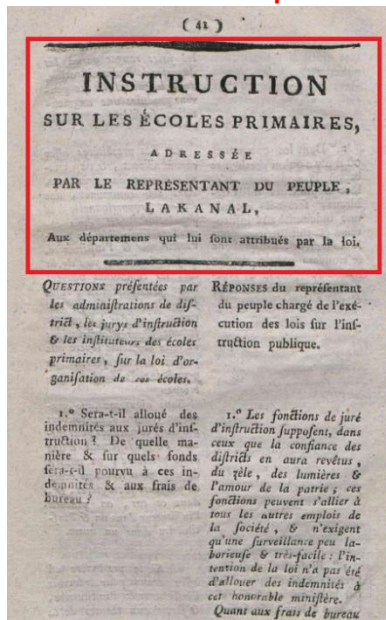 ( 41 )
INSTRUCTION
SUR LES ÉCOLES PRIMAIRES,
ADRESSÉE
PAR LE REPRÉSENTANT DU PEUPLE,
LAKANAL,
Aux départemens qui lui ſont attribués par la loi.
QUESTIONS préſentées par
les adminiſtrations de diſ-
trict, les jurys d'inſtruction
& les inſtituteurs des écoles
primaires, ſur la loi d'or-
ganiſation de ces écoles.
1.º Sera-t-il alloué des
indemnités aux jurés d'inſ-
truction ? De quelle ma-
nière & ſur quels fonds
ſera-t-il pourvu à ces in-
demnités & aux frais de
bureau ?
RÉPONSES du repréſentant
du peuple chargé de l'exé-
cution des lois ſur l'inſ-
truction publique.
1.º Les fonctions de juré
d'inſtruction ſuppoſent, dans
ceux que la confiance des
diſtricts en aura revêtus,
du zèle, des lumières &
l'amour de la patrie ; ces
fonctions peuvent s'allier à
tous les autres emplois de
la ſociété, & n'exigent
qu'une ſurveillance peu la-
borieuſe & très-facile : l'in-
tention de la loi n'a pas été
d'allouer des indemnités à
cet honorable miniſtère.
Quant aux frais de bureau